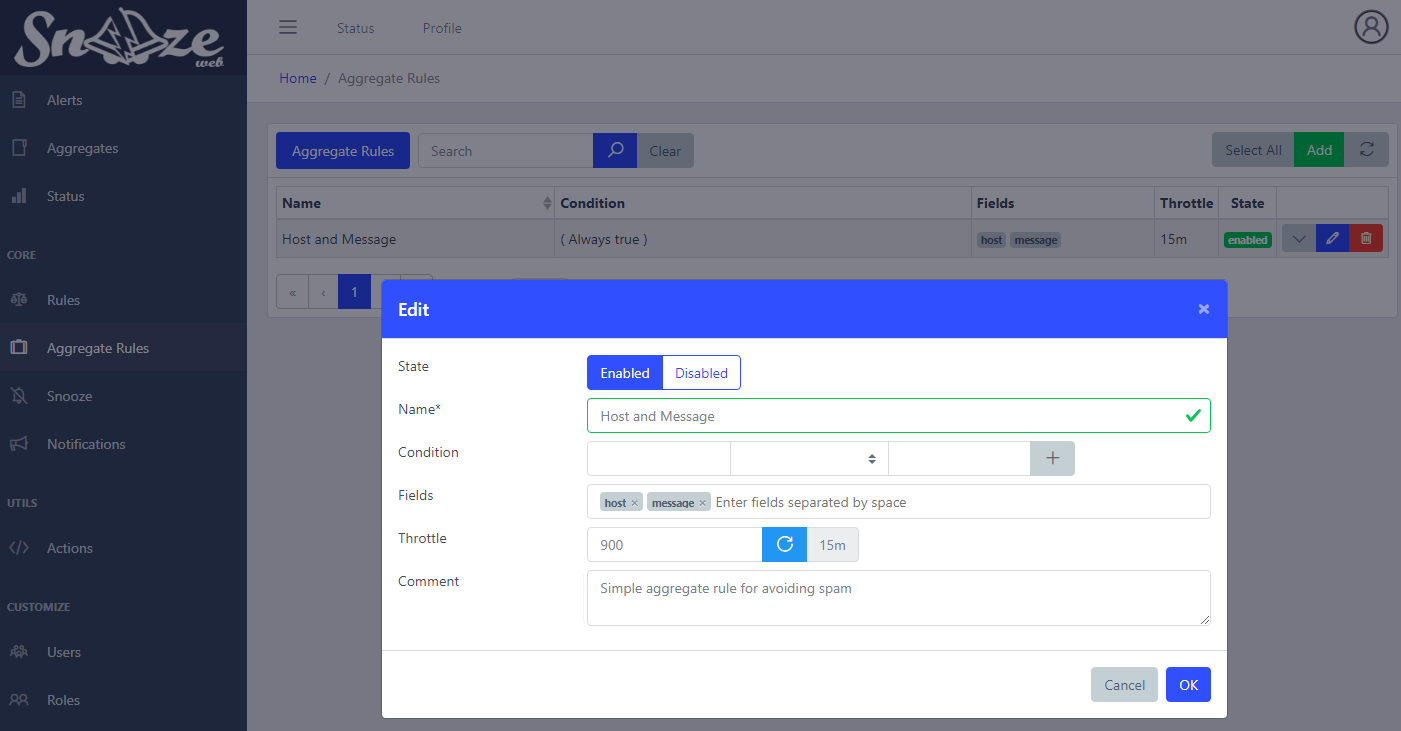 Snooze
web
Status
Profile
Home / Aggregate Rules
Alerts
Aggregates
Status
CORE
Rules
Aggregate Rules
Snooze
Notifications
UTILS
Actions
CUSTOMIZE
Users
Roles
Aggregate Rules
Search
Clear
Select All
Add
Name Condition Fields Throttle State
Host and Message ( Always true ) host message 15m enabled
« ‹ 1
Edit ×
State
Enabled Disabled
Name*
Host and Message
Condition
+
Fields
host × message × Enter fields separated by space
Throttle
900 15m
Comment
Simple aggregate rule for avoiding spam
Cancel OK